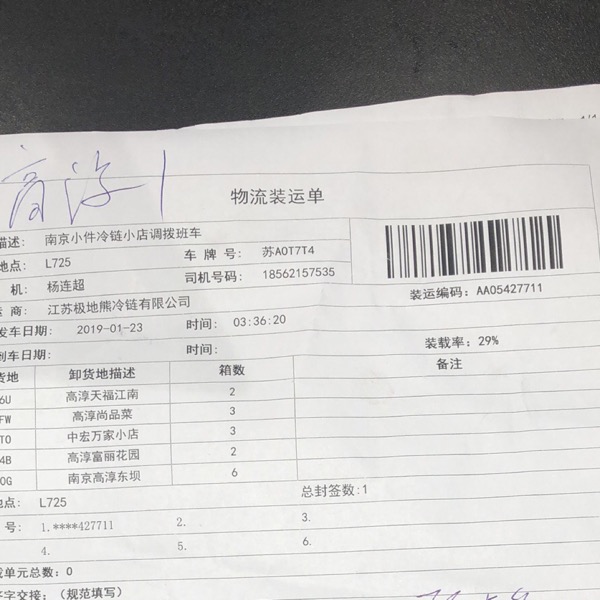 高淳1
物流装运单
描述: 南京小件冷链小店调拨班车
地点: L725 车牌号: 苏A0T7T4
机: 杨连超 司机号码: 18562157535
商: 江苏极地熊冷链有限公司 装运编码: AA05427711
发车日期: 2019-01-23 时间: 03:36:20
到车日期: 时间: 装载率: 29%
货地 卸货地描述 箱数 备注
6U 高淳天福江南 2
FW 高淳尚品菜 3
TO 中宏万家小店 3
4B 高淳富丽花园 2
0G 南京高淳东坝 6
地点: L725 总封签数:1
号: 1.****427711 2. 3.
4. 5. 6.
载单元总数: 0
签字交接: (规范填写)